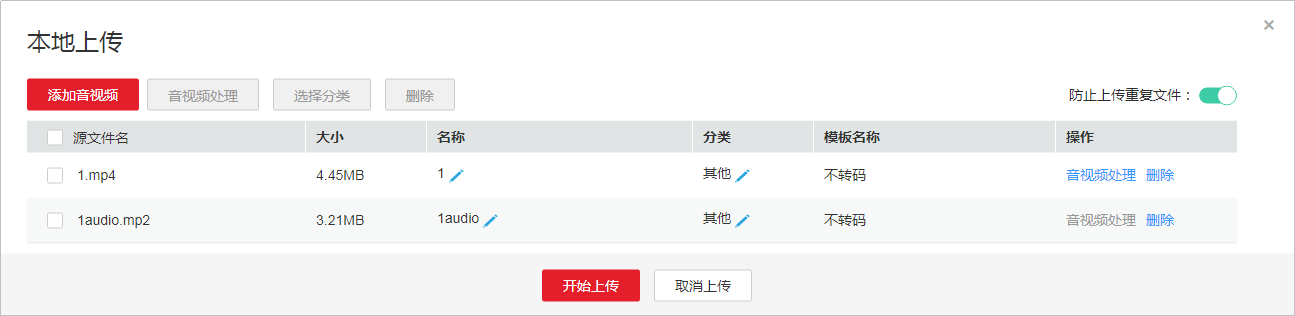 本地上传
×
添加音视频 音视频处理 选择分类 删除 防止上传重复文件：
源文件名 大小 名称 分类 模板名称 操作
1.mp4 4.45MB 1 其他 不转码 音视频处理 删除
1audio.mp2 3.21MB 1audio 其他 不转码 音视频处理 删除
开始上传 取消上传